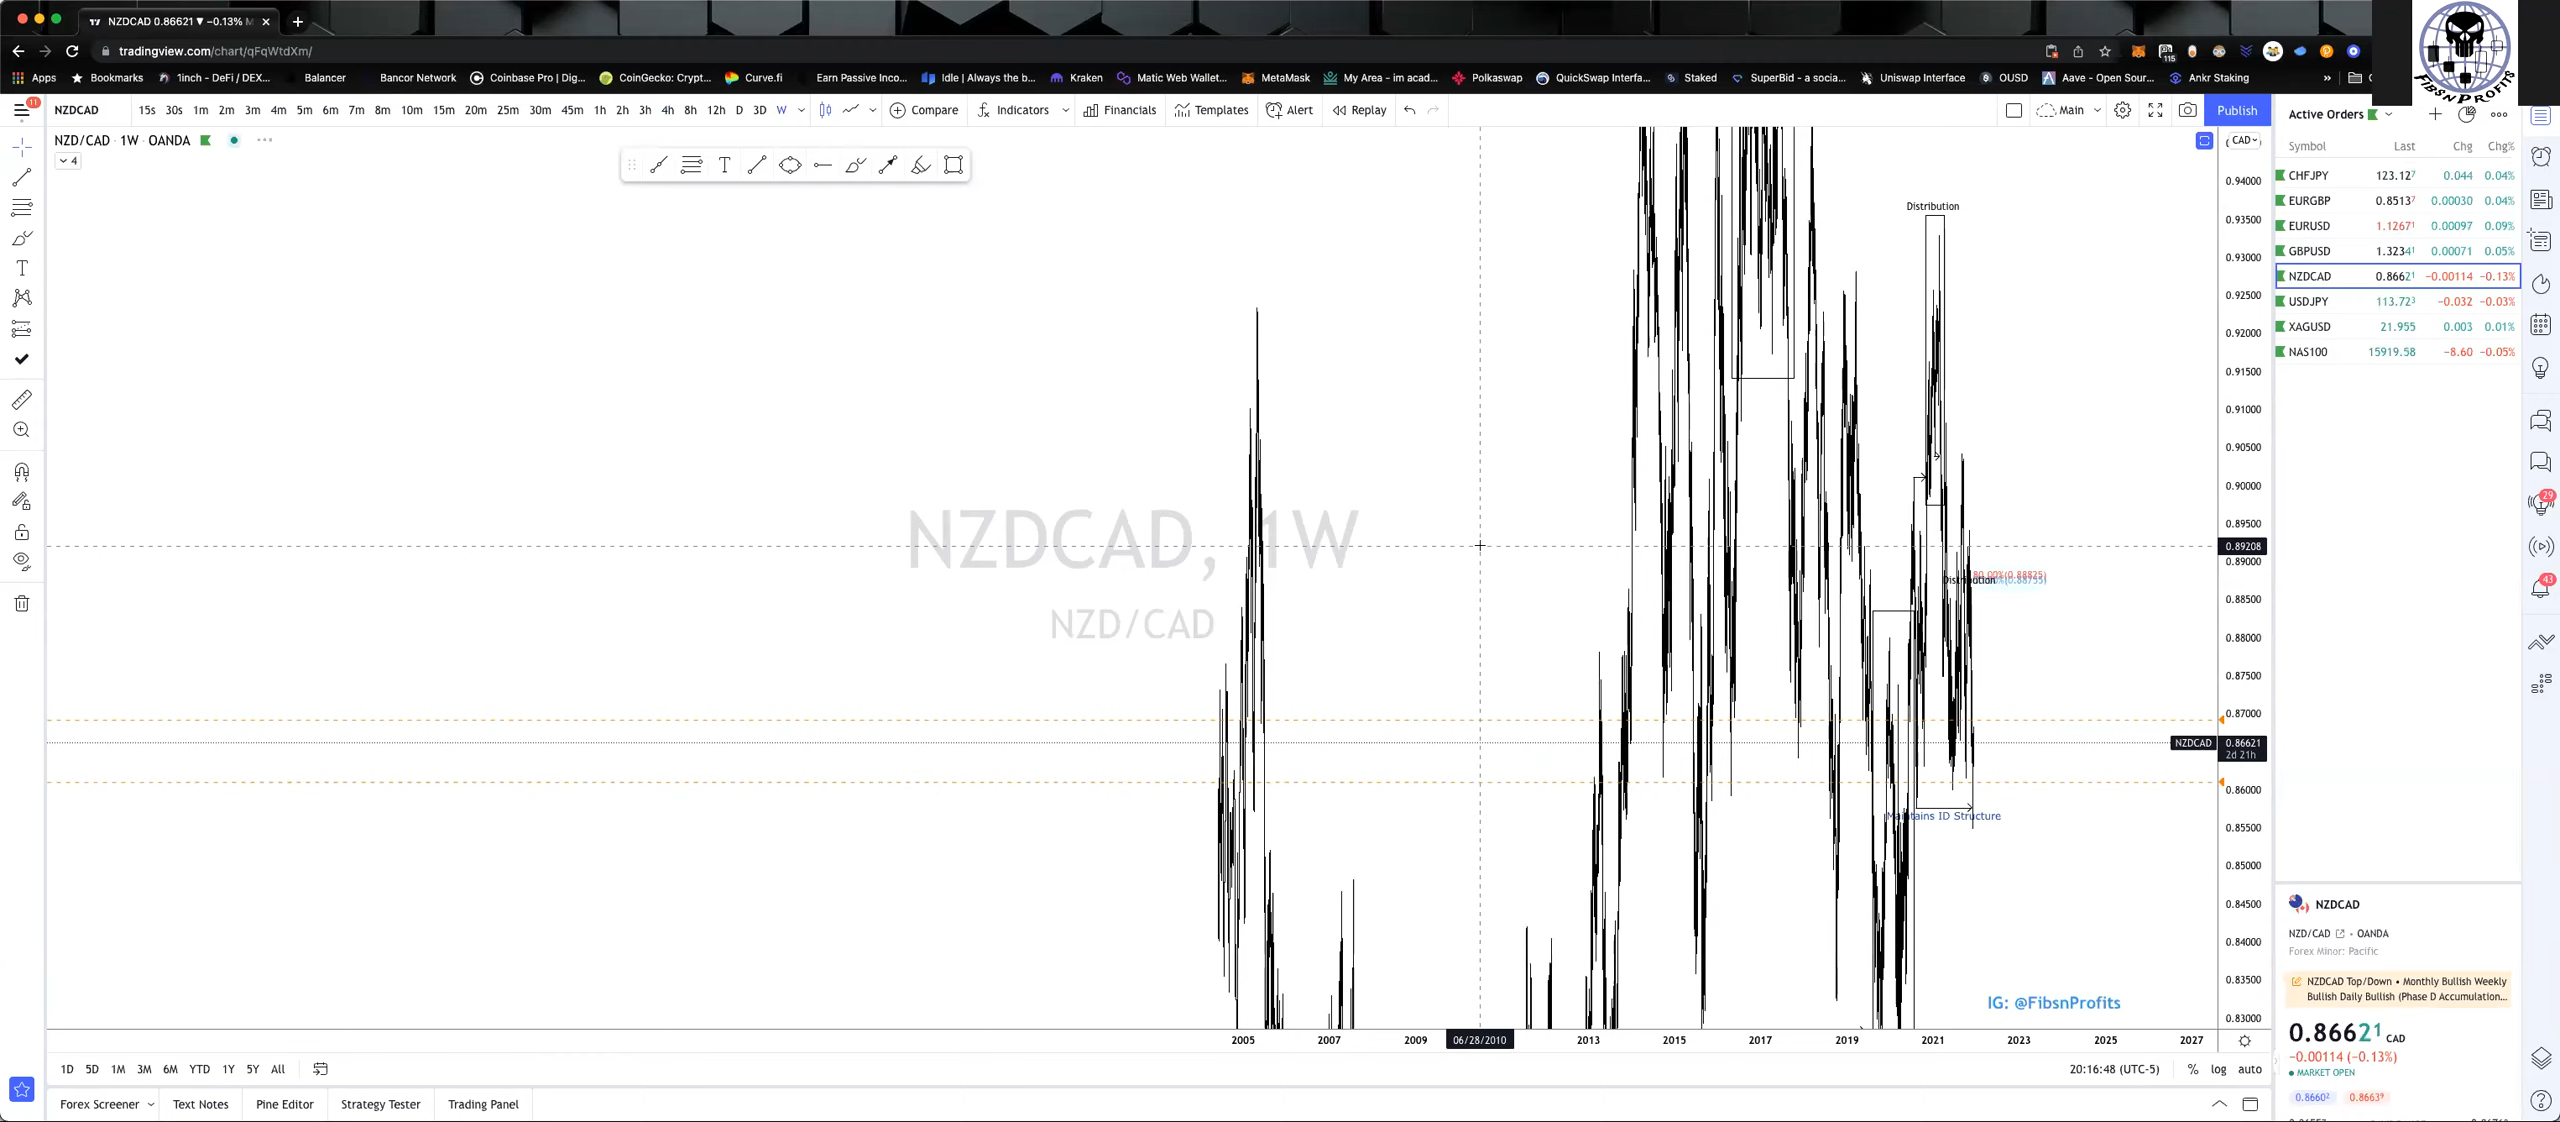 NZDCAD 0.86621 ▼ −0.13% M
tradingview.com/chart/qFqWtdXm/
115
Apps Bookmarks 1inch - DeFi / DEX... Balancer Bancor Network Coinbase Pro | Dig... CoinGecko: Crypt... Curve.fi Earn Passive Inco... Idle | Always the b... Kraken Matic Web Wallet... MetaMask My Area - im acad... Polkaswap QuickSwap Interfa... Staked SuperBid - a socia... Uniswap Interface OUSD Aave - Open Sour... Ankr Staking »
FIBSNPROFITS
11
NZDCAD 15s 30s 1m 2m 3m 4m 5m 6m 7m 8m 10m 15m 20m 25m 30m 45m 1h 2h 3h 4h 8h 12h D 3D W Compare Indicators Financials Templates Alert Replay Main Publish
Active Orders
NZD/CAD · 1W · OANDA
4
CAD
Symbol Last Chg Chg%
CHFJPY 123.127 0.044 0.04%
EURGBP 0.85137 0.00030 0.04%
EURUSD 1.12671 0.00097 0.09%
GBPUSD 1.32341 0.00071 0.05%
NZDCAD 0.86621 −0.00114 −0.13%
USDJPY 113.723 −0.032 −0.03%
XAGUSD 21.955 0.003 0.01%
NAS100 15919.58 −8.60 −0.05%
0.94000
0.93500
0.93000
0.92500
0.92000
0.91500
0.91000
0.90500
0.90000
0.89500
0.89208
0.89000
0.88500
0.88000
0.87500
0.87000
NZDCAD 0.86621
2d 21h
0.86000
0.85500
0.85000
0.84500
0.84000
0.83500
0.83000
Distribution
NZDCAD, 1W
NZD/CAD
Distribution
80.00%(0.88825)
(0.88755)
Maintains ID Structure
IG: @FibsnProfits
29
43
2005 2007 2009 06/28/2010 2013 2015 2017 2019 2021 2023 2025 2027
1D 5D 1M 3M 6M YTD 1Y 5Y All
20:16:48 (UTC-5) % log auto
Forex Screener Text Notes Pine Editor Strategy Tester Trading Panel
NZDCAD
NZD/CAD • OANDA
Forex Minor: Pacific
NZDCAD Top/Down • Monthly Bullish Weekly
Bullish Daily Bullish (Phase D Accumulation...
0.86621 CAD
−0.00114 (−0.13%)
• MARKET OPEN
0.86602 0.86639